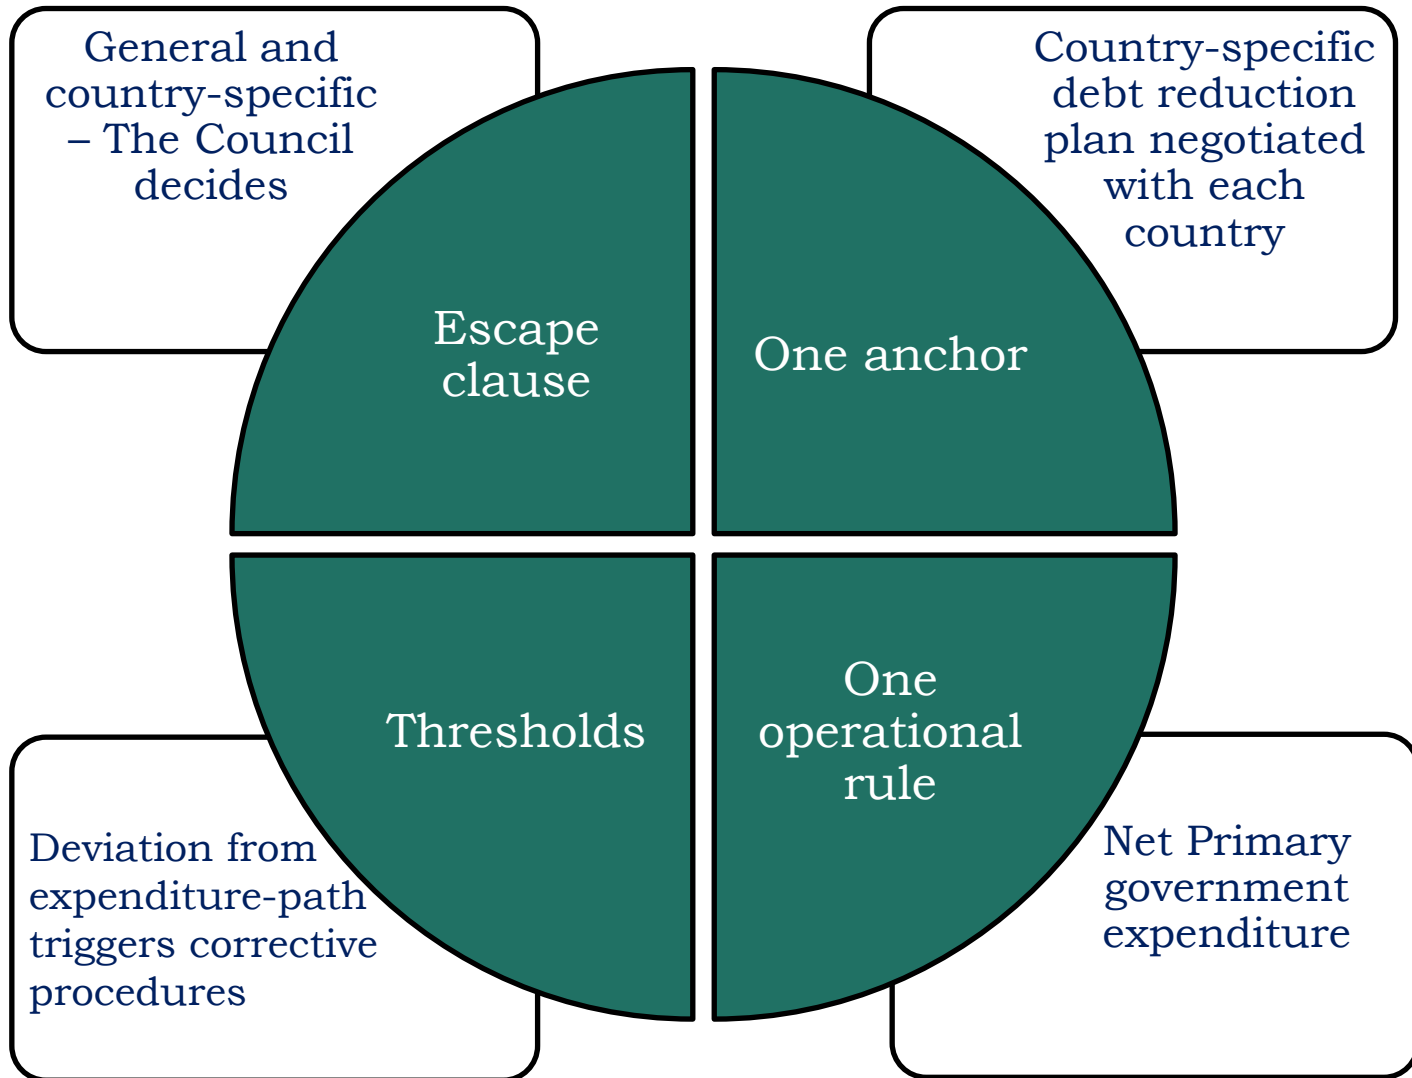 General and
country-specific
– The Council
decides
Country-specific
debt reduction
plan negotiated
with each
country
Escape
clause
One anchor
Thresholds
One
operational
rule
Deviation from
expenditure-path
triggers corrective
procedures
Net Primary
government
expenditure